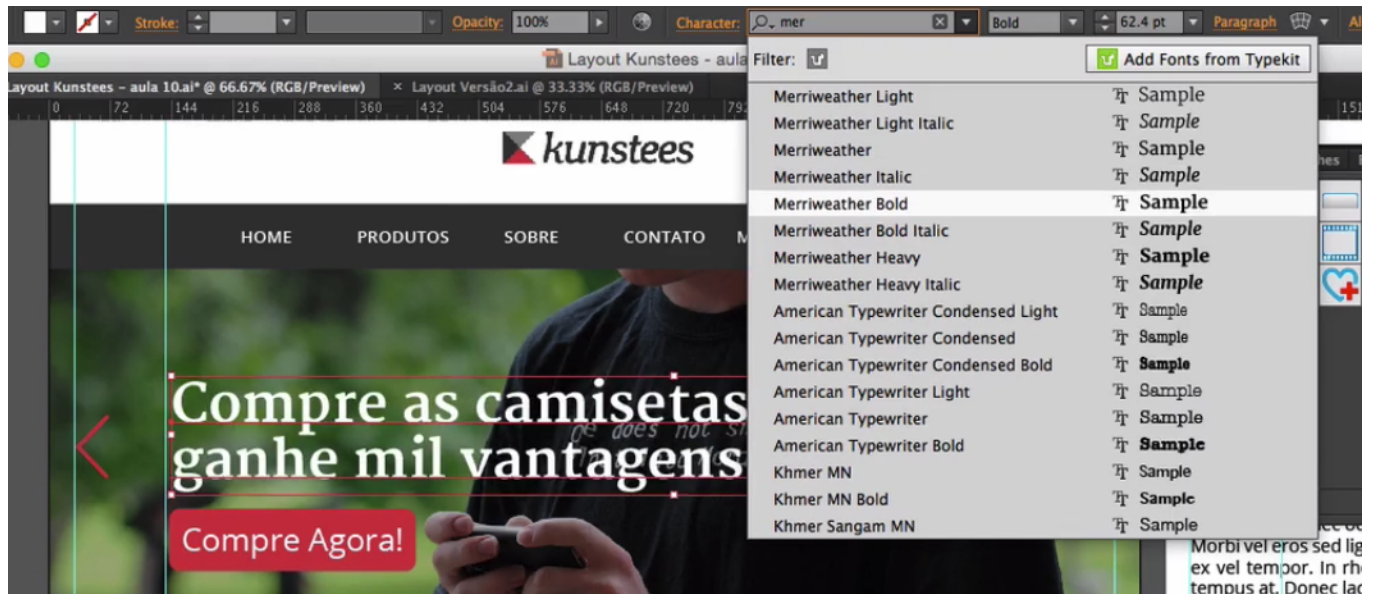 Stroke: Opacity: 100% Character: mer Bold 62.4 pt Paragraph
Layout Kunstees - aula
Filter: Add Fonts from Typekit
Layout Kunstees – aula 10.ai* @ 66.67% (RGB/Preview) × Layout Versão2.ai @ 33.33% (RGB/Preview)
0 72 144 216 288 360 432 504 576 648 720 792
kunstees
HOME PRODUTOS SOBRE CONTATO
Compre as camisetas
ganhe mil vantagens
Compre Agora!
Merriweather Light Sample
Merriweather Light Italic Sample
Merriweather Sample
Merriweather Italic Sample
Merriweather Bold Sample
Merriweather Bold Italic Sample
Merriweather Heavy Sample
Merriweather Heavy Italic Sample
American Typewriter Condensed Light Sample
American Typewriter Condensed Sample
American Typewriter Condensed Bold Sample
American Typewriter Light Sample
American Typewriter Sample
American Typewriter Bold Sample
Khmer MN Sample
Khmer MN Bold Sample
Khmer Sangam MN Sample
Morbi vel eros sed lig
ex vel tempor. In rh
tempus at. Donec lac